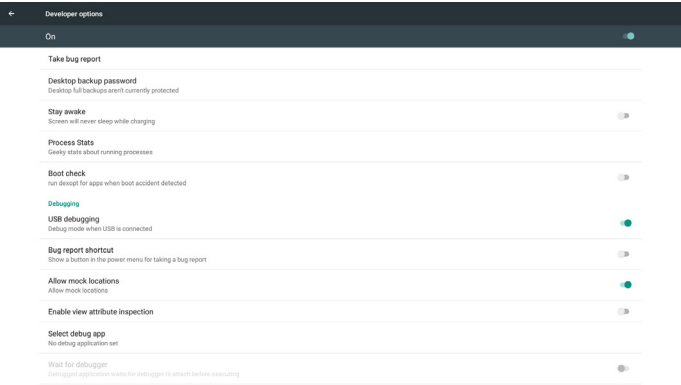 Developer options
On
Take bug report
Desktop backup password
Desktop full backups aren't currently protected
Stay awake
Screen will never sleep while charging
Process Stats
Geeky stats about running processes
Boot check
run dexopt for apps when boot accident detected
Debugging
USB debugging
Debug mode when USB is connected
Bug report shortcut
Show a button in the power menu for taking a bug report
Allow mock locations
Allow mock locations
Enable view attribute inspection
Select debug app
No debug application set
Wait for debugger
Debugged application waits for debugger to attach before executing